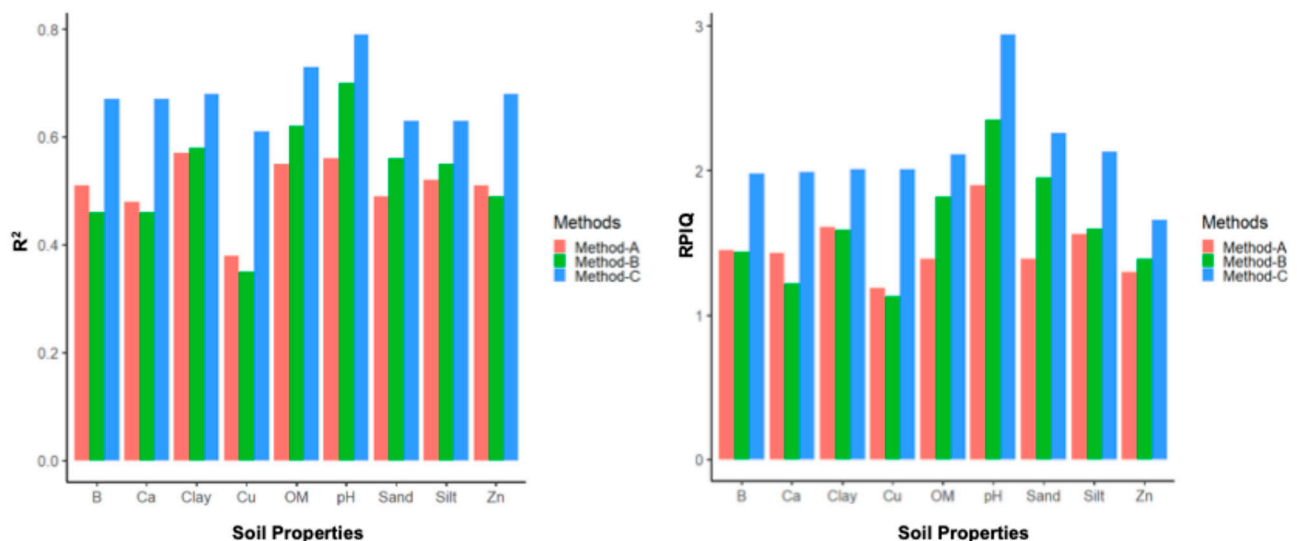 0.8
0.6
0.4
0.2
0.0
R²
B Ca Clay Cu OM pH Sand Silt Zn
Soil Properties
Methods
Method-A
Method-B
Method-C
3
2
1
0
RPIQ
B Ca Clay Cu OM pH Sand Silt Zn
Soil Properties
Methods
Method-A
Method-B
Method-C